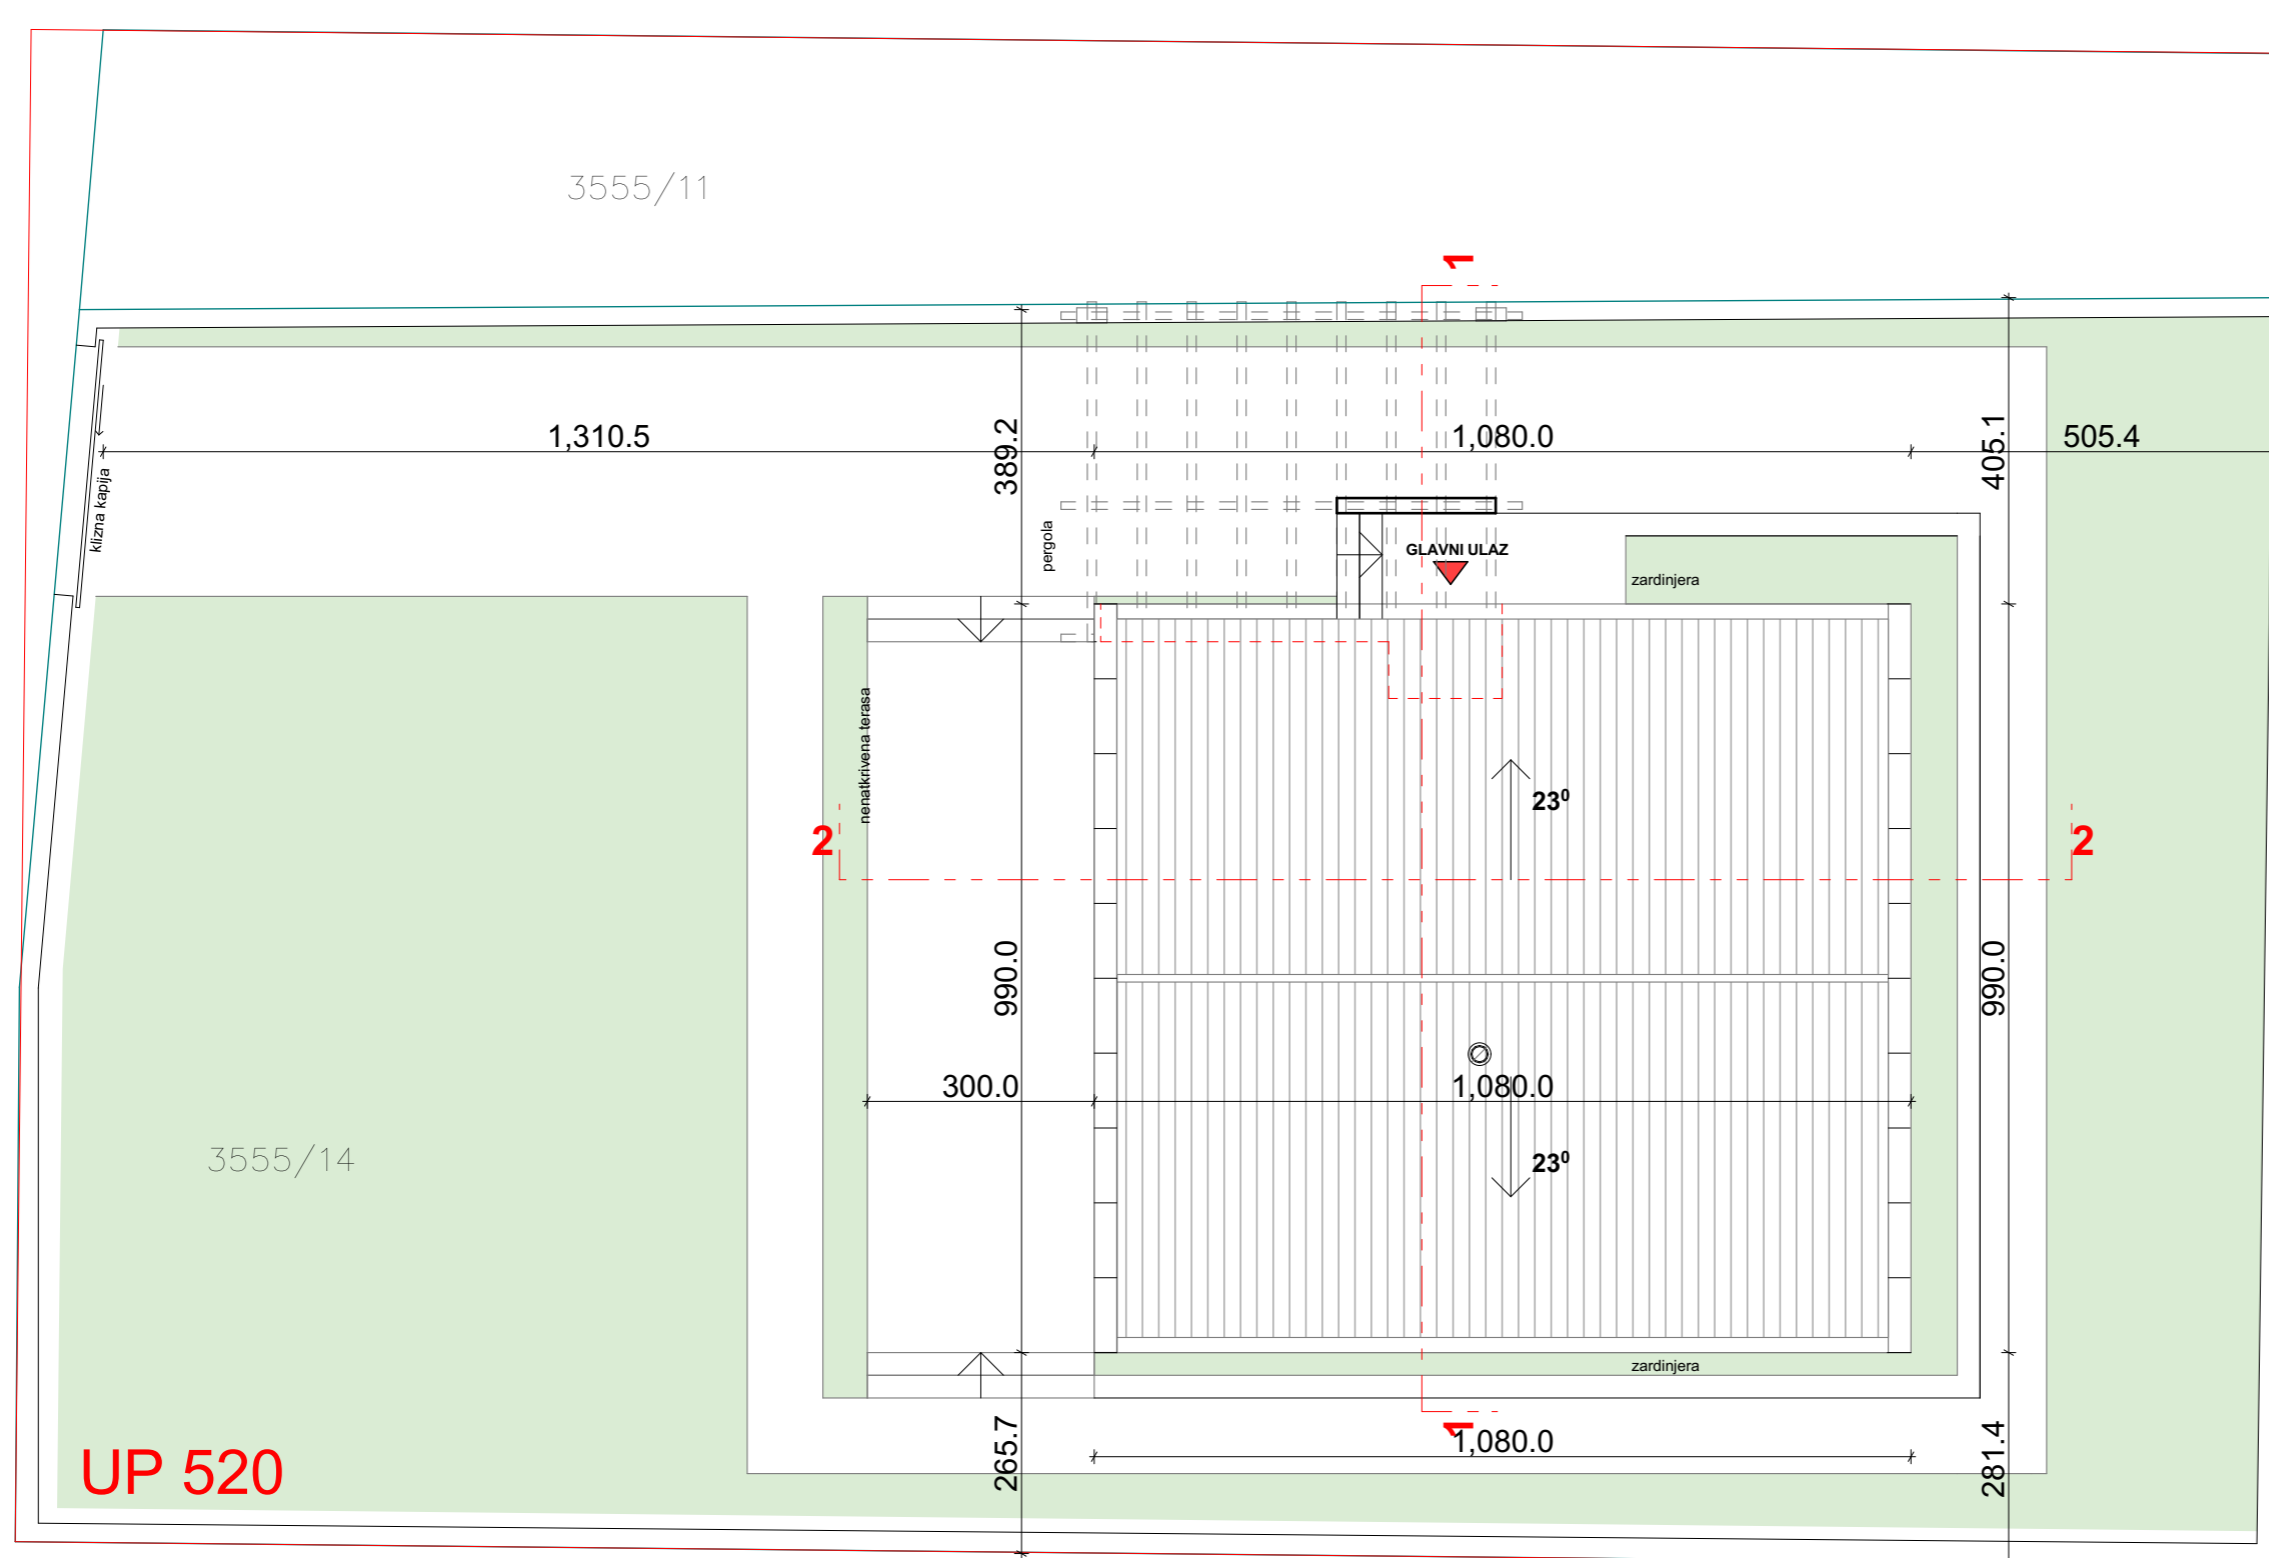 3555/11
1
1,310.5
389.2
1,080.0
405.1
505.4
klizna kapija
pergola
GLAVNI ULAZ
zardinjera
nenatkrivena terasa
23⁰
2
2
990.0
990.0
300.0
1,080.0
3555/14
23⁰
zardinjera
265.7
1
1,080.0
281.4
UP 520